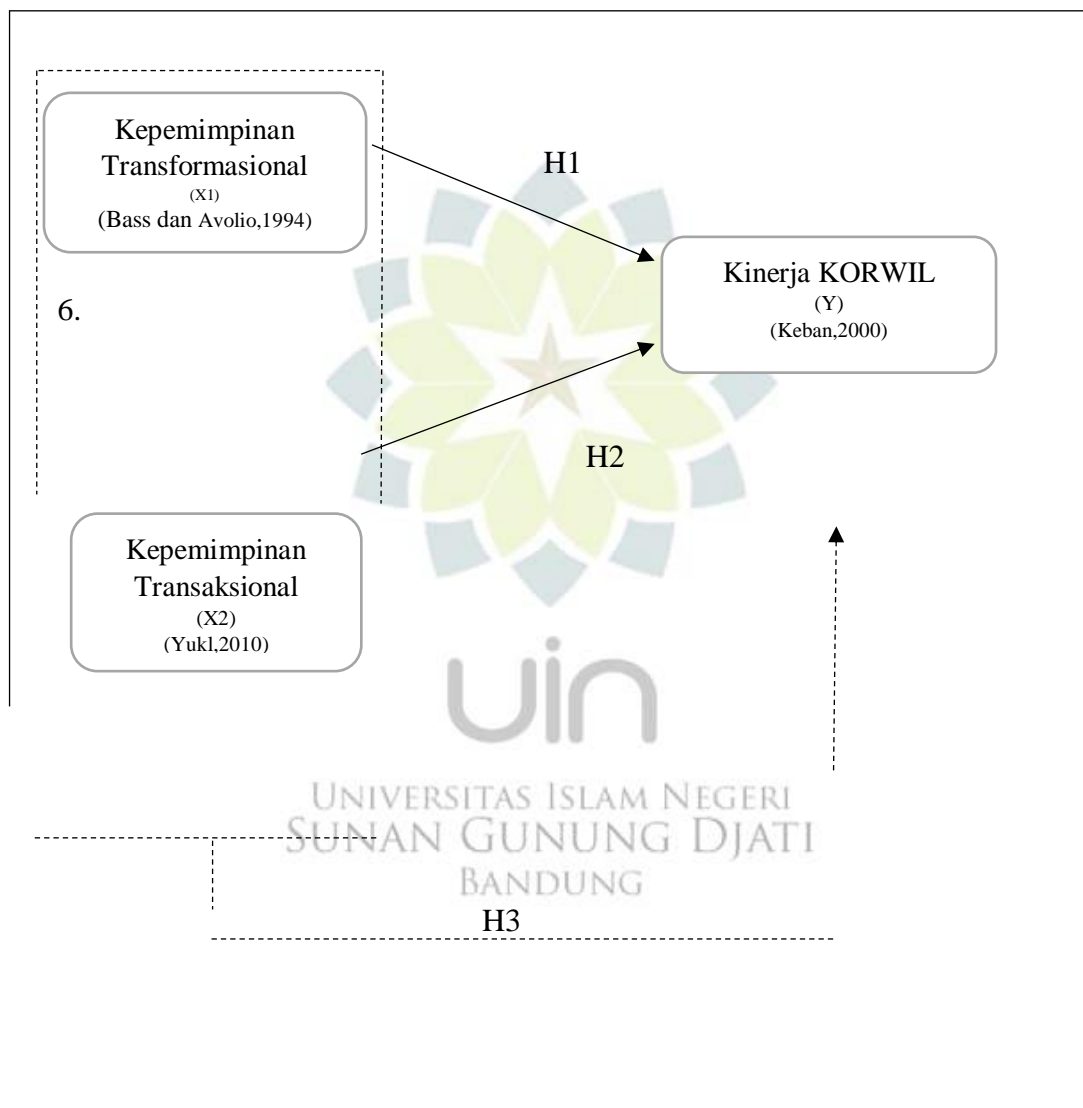 Kepemimpinan
Transformasional
(X1)
(Bass dan Avolio,1994)
H1
Kinerja KORWIL
(Y)
(Keban,2000)
6.
H2
Kepemimpinan
Transaksional
(X2)
(Yukl,2010)
uin
UNIVERSITAS ISLAM NEGERI
SUNAN GUNUNG DJATI
BANDUNG
H3